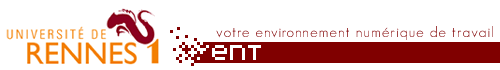 UNIVERSITÉ DE
RENNES 1
votre environnement numérique de travail
ENT